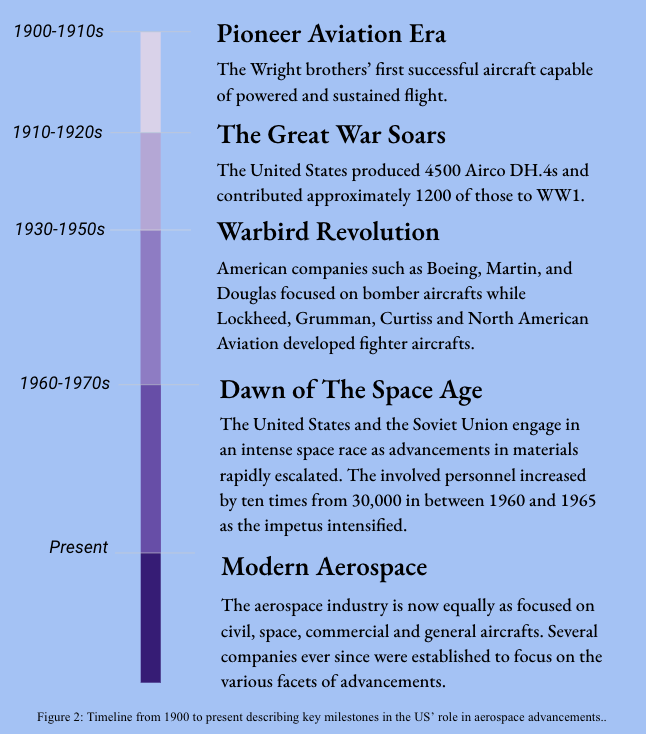 1900-1910s
Pioneer Aviation Era
The Wright brothers’ first successful aircraft capable
of powered and sustained flight.
1910-1920s
The Great War Soars
The United States produced 4500 Airco DH.4s and
contributed approximately 1200 of those to WW1.
1930-1950s
Warbird Revolution
American companies such as Boeing, Martin, and
Douglas focused on bomber aircrafts while
Lockheed, Grumman, Curtiss and North American
Aviation developed fighter aircrafts.
1960-1970s
Dawn of The Space Age
The United States and the Soviet Union engage in
an intense space race as advancements in materials
rapidly escalated. The involved personnel increased
by ten times from 30,000 in between 1960 and 1965
as the impetus intensified.
Present
Modern Aerospace
The aerospace industry is now equally as focused on
civil, space, commercial and general aircrafts. Several
companies ever since were established to focus on the
various facets of advancements.
Figure 2: Timeline from 1900 to present describing key milestones in the US’ role in aerospace advancements..